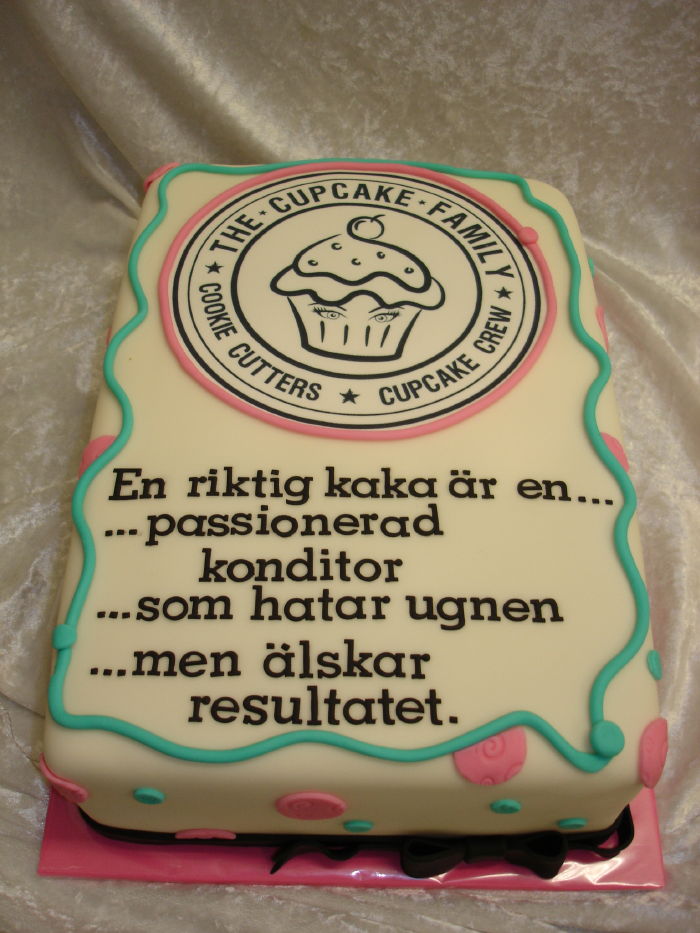 THE · CUPCAKE · FAMILY
COOKIE CUTTERS ★ CUPCAKE CREW
En riktig kaka är en...
...passionerad
konditor
...som hatar ugnen
...men älskar
resultatet.